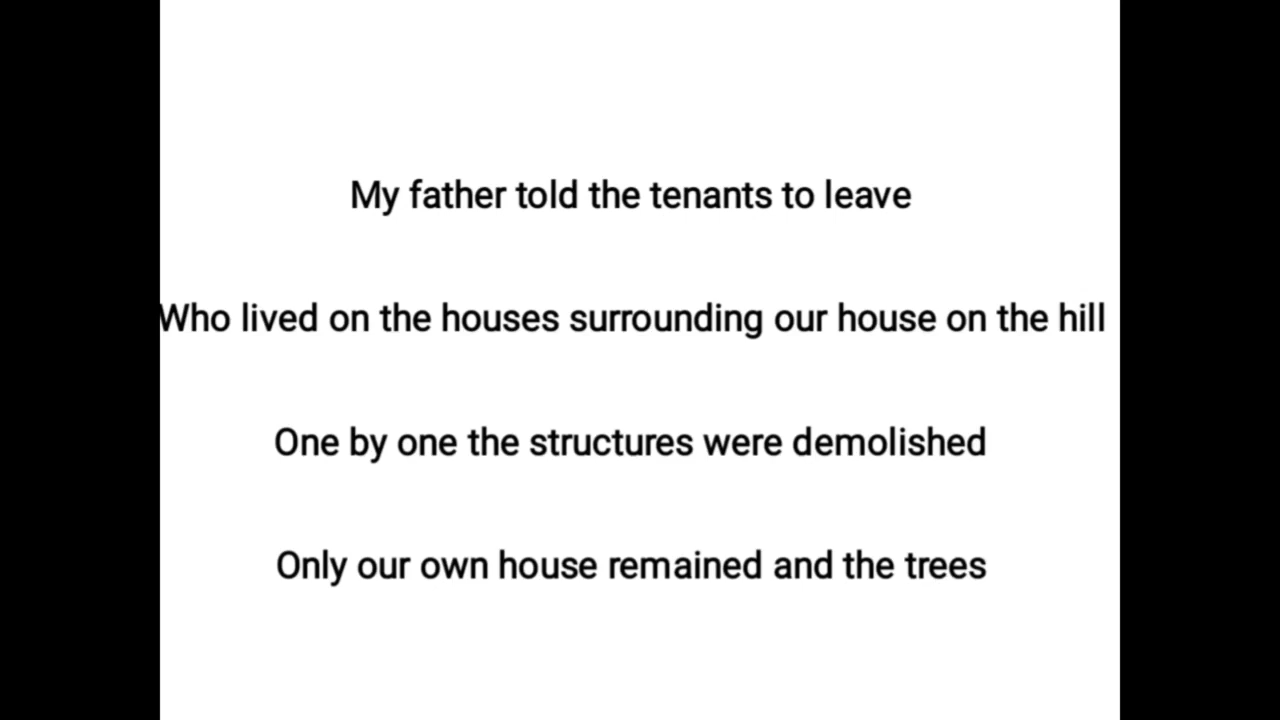 My father told the tenants to leave
Who lived on the houses surrounding our house on the hill
One by one the structures were demolished
Only our own house remained and the trees